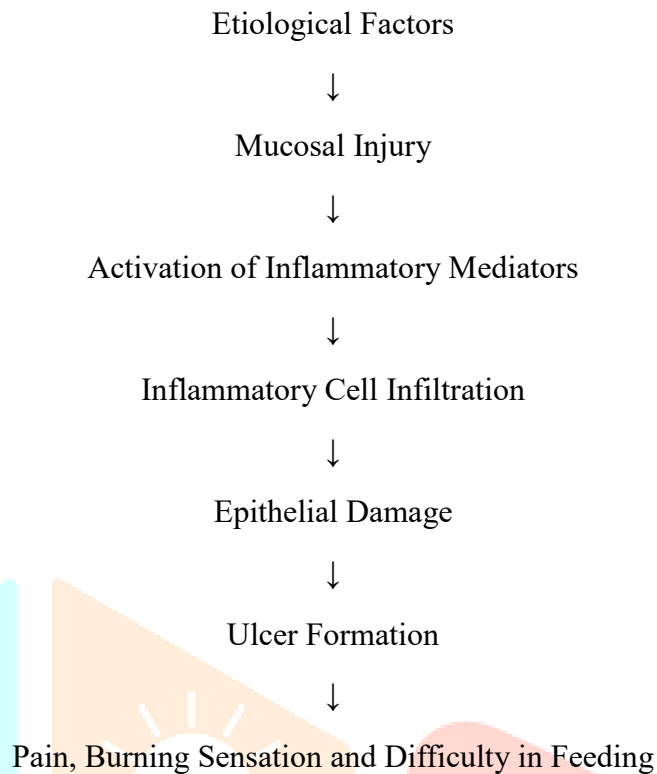 Etiological Factors
↓
Mucosal Injury
↓
Activation of Inflammatory Mediators
↓
Inflammatory Cell Infiltration
↓
Epithelial Damage
↓
Ulcer Formation
↓
Pain, Burning Sensation and Difficulty in Feeding